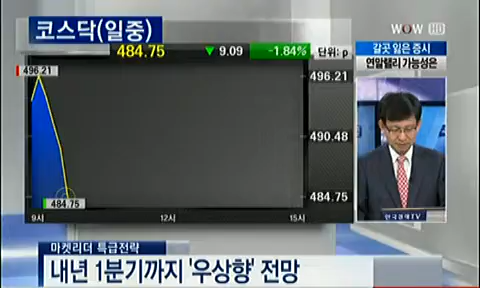 코스닥(일중)
484.75 ▼ 9.09 -1.84% 단위: p
WOW HD
갈곳 잃은 증시
연말랠리 가능성은
496.21
496.21
490.48
484.75
484.75
9시 12시 15시
한국경제TV
마켓리더 특급전략
내년 1분기까지 '우상향' 전망